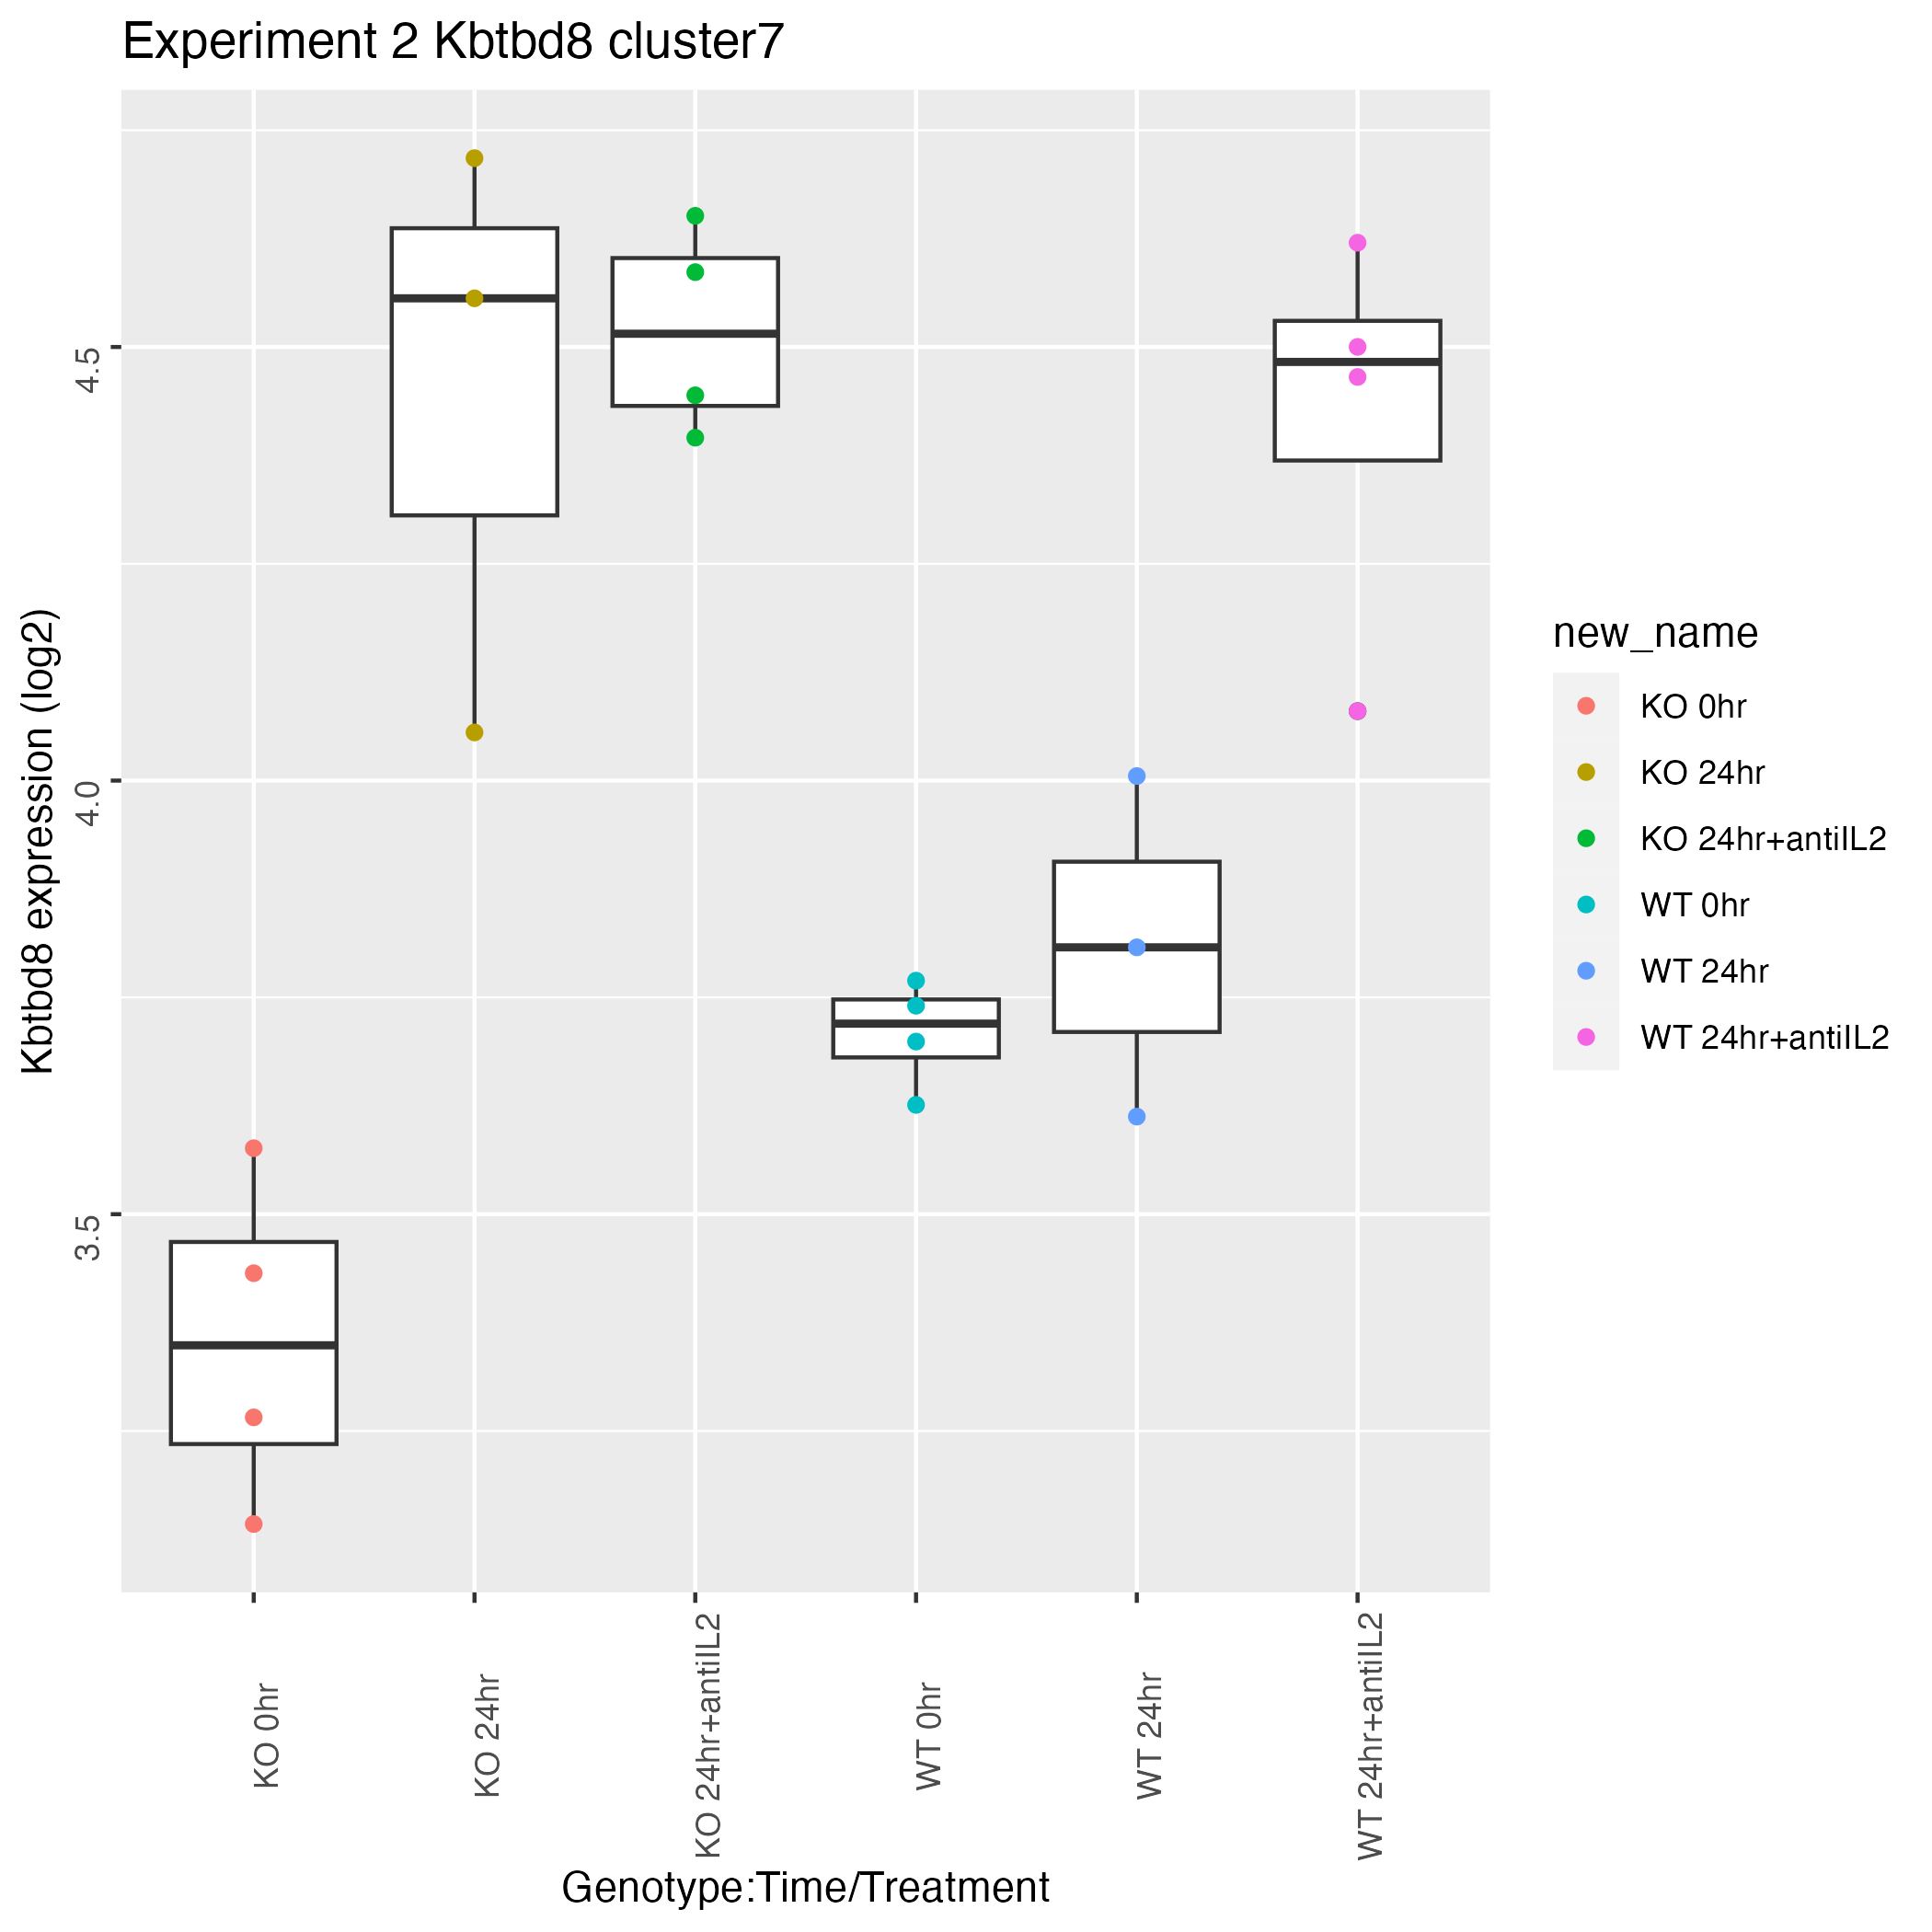 Experiment 2 Kbtbd8 cluster7
Kbtbd8 expression (log2)
4.5
4.0
3.5
KO 0hr
KO 24hr
KO 24hr+antiIL2
WT 0hr
WT 24hr
WT 24hr+antiIL2
Genotype:Time/Treatment
new_name
KO 0hr
KO 24hr
KO 24hr+antiIL2
WT 0hr
WT 24hr
WT 24hr+antiIL2